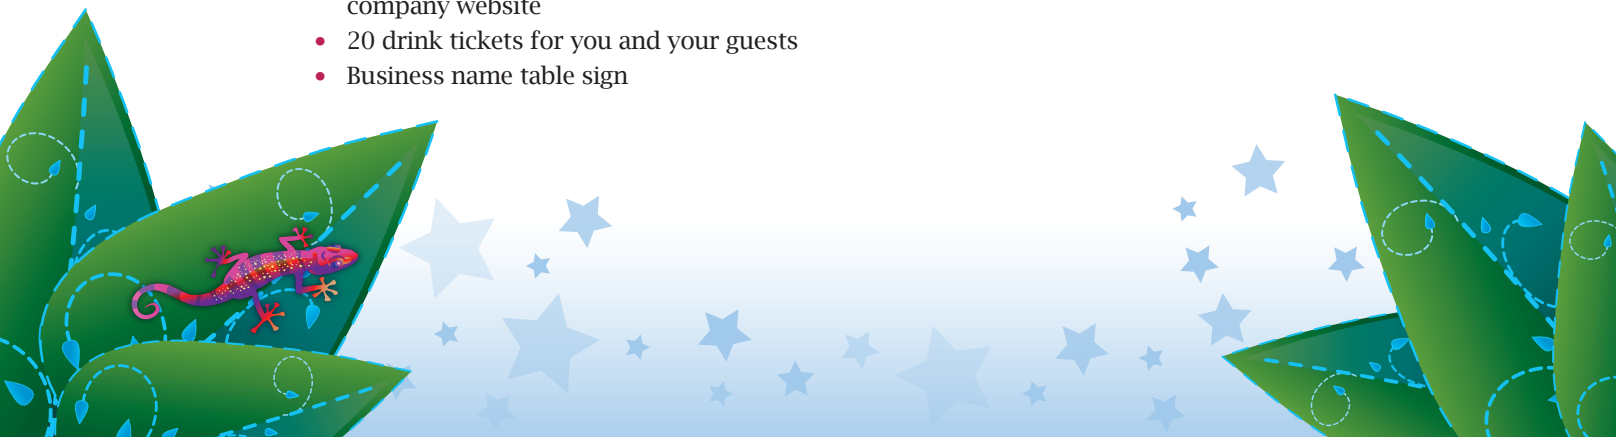 company website
• 20 drink tickets for you and your guests
• Business name table sign